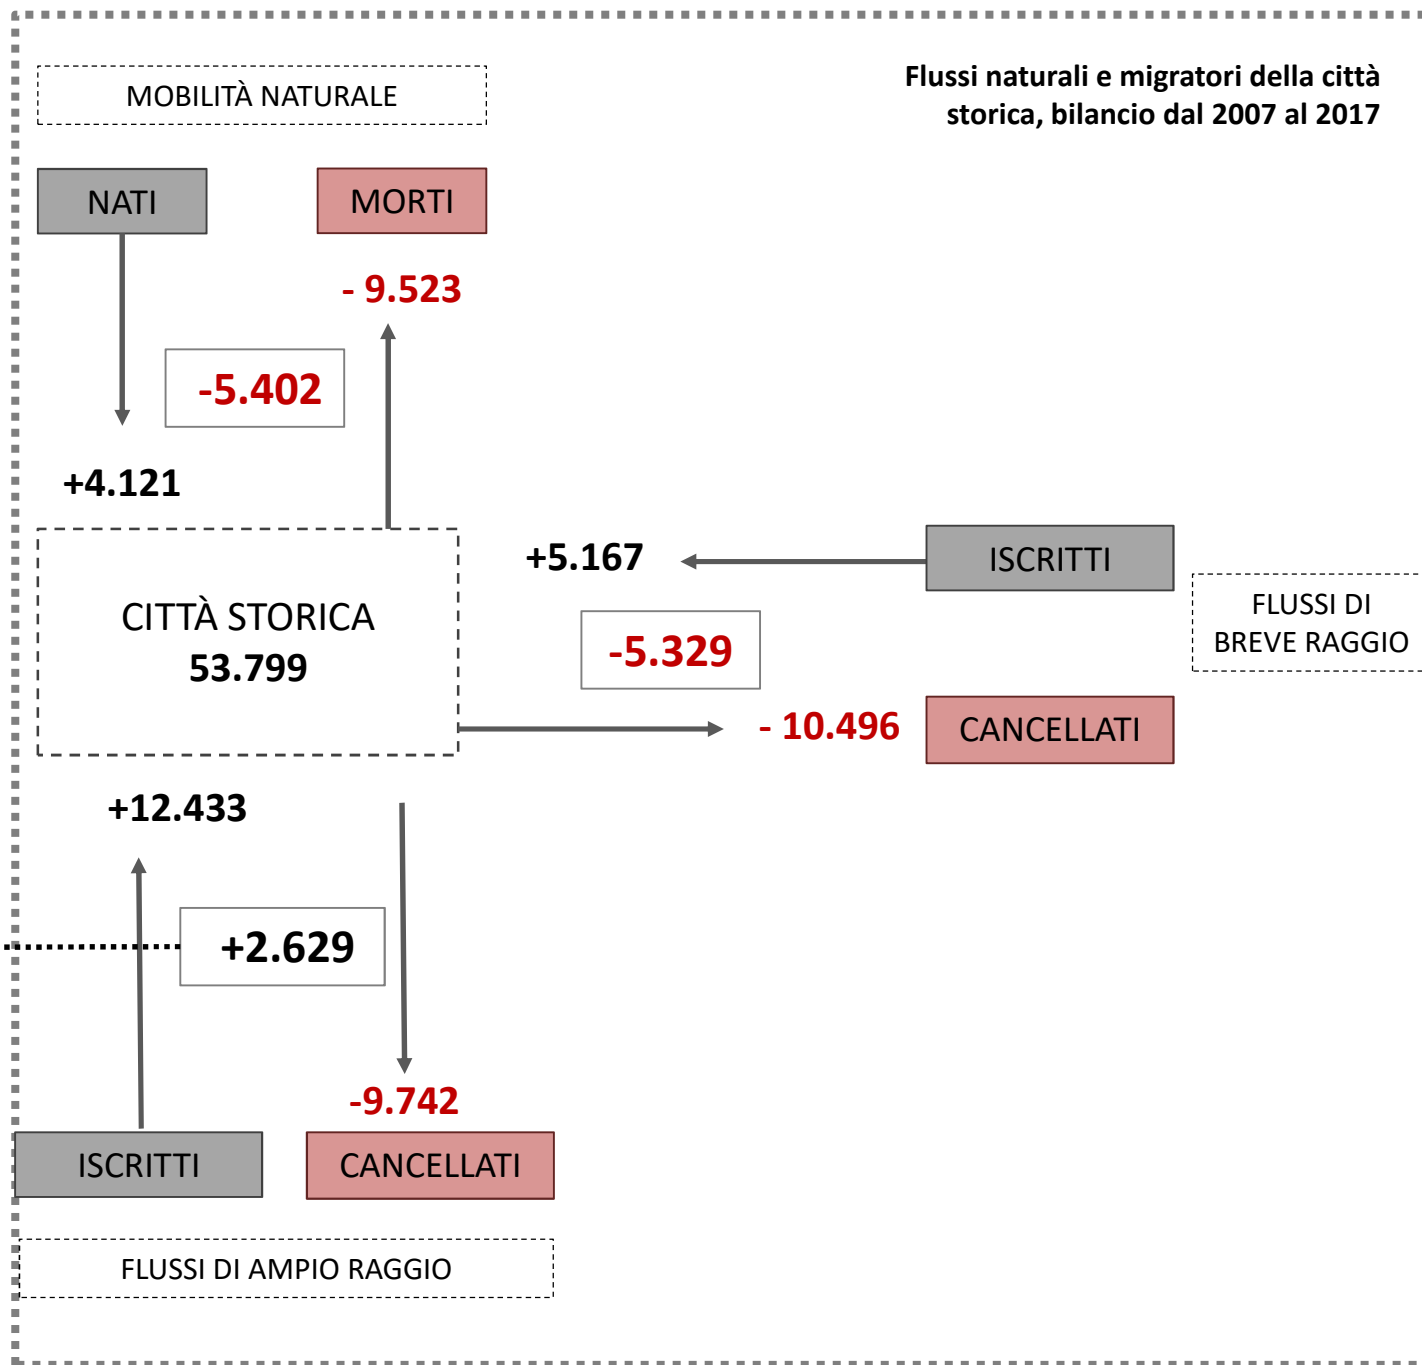 Flussi naturali e migratori della città
storica, bilancio dal 2007 al 2017
MOBILITÀ NATURALE
NATI
MORTI
- 9.523
-5.402
+4.121
CITTÀ STORICA
53.799
+5.167
ISCRITTI
FLUSSI DI
BREVE RAGGIO
-5.329
- 10.496
CANCELLATI
+12.433
+2.629
-9.742
ISCRITTI
CANCELLATI
FLUSSI DI AMPIO RAGGIO